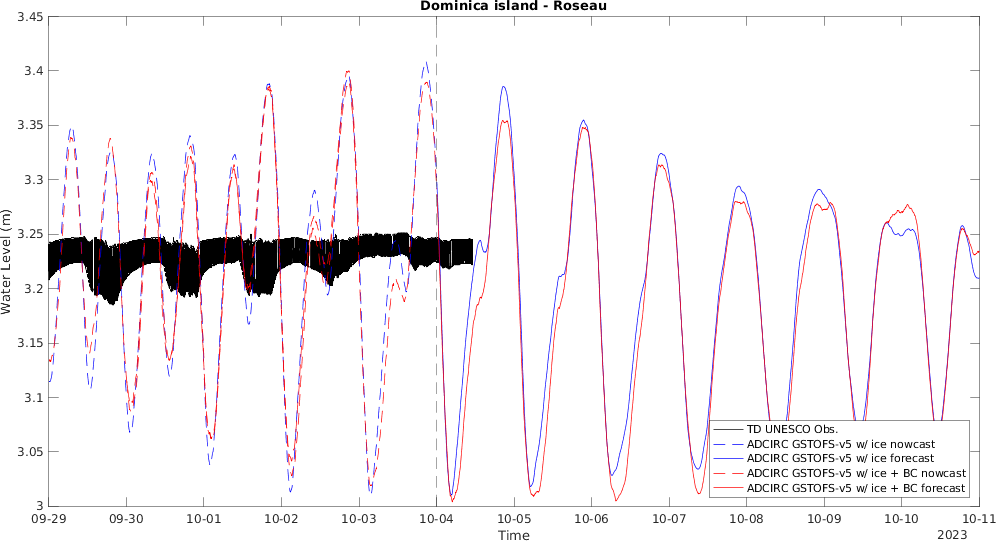 Dominica island - Roseau
3.45
3.4
3.35
3.3
3.25
3.2
3.15
3.1
3.05
3
Water Level (m)
TD UNESCO Obs.
ADCIRC GSTOFS-v5 w/ ice nowcast
ADCIRC GSTOFS-v5 w/ ice forecast
ADCIRC GSTOFS-v5 w/ ice + BC nowcast
ADCIRC GSTOFS-v5 w/ ice + BC forecast
09-29 09-30 10-01 10-02 10-03 10-04 10-05 10-06 10-07 10-08 10-09 10-10 10-11
Time
2023